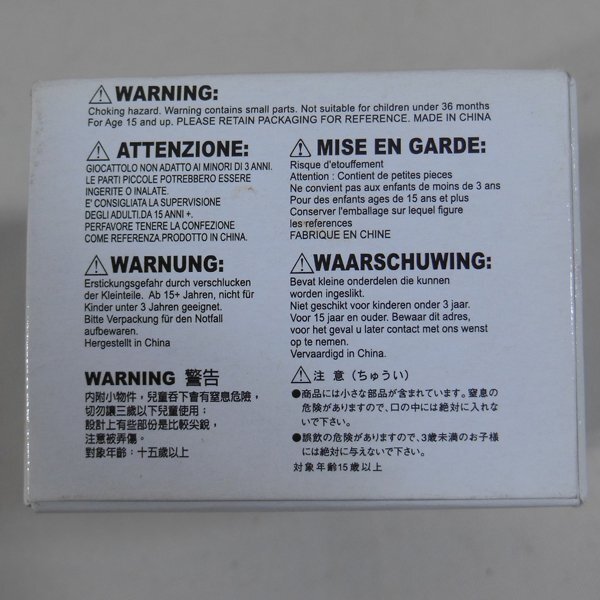 ⚠WARNING:
Choking hazard. Warning contains small parts. Not suitable for children under 36 months
For Age 15 and up. PLEASE RETAIN PACKAGING FOR REFERENCE. MADE IN CHINA
⚠ ATTENZIONE:
GIOCATTOLO NON ADATTO AI MINORI DI 3 ANNI.
LE PARTI PICCOLE POTREBBERO ESSERE
INGERITE O INALATE.
E' CONSIGLIATA LA SUPERVISIONE
DEGLI ADULTI.DA 15 ANNI +.
PERFAVORE TENERE LA CONFEZIONE
COME REFERENZA.PRODOTTO IN CHINA.
⚠ MISE EN GARDE:
Risque d'etouffement
Attention : Contient de petites pieces
Ne convient pas aux enfants de moins de 3 ans
Pour des enfants ages de 15 ans et plus
Conserver l'emballage sur lequel figure
les references
FABRIQUE EN CHINE
⚠WARNUNG:
Erstickungsgefahr durch verschlucken
der Kleinteile. Ab 15+ Jahren, nicht für
Kinder unter 3 Jahren geeignet.
Bitte Verpackung für den Notfall
aufbewaren.
Hergestellt in China
⚠WAARSCHUWING:
Bevat kleine onderdelen die kunnen
worden ingeslikt.
Niet geschikt voor kinderen onder 3 jaar.
Voor 15 jaar en ouder. Bewaar dit adres,
voor het geval u later contact met ons wenst
op te nemen.
Vervaardigd in China.
WARNING 警告
内附小物件，兒童吞下會有窒息危險，
切勿讓三歲以下兒童使用；
設計上有些部份是比較尖銳，
注意被弄傷。
對象年齡：十五歲以上
⚠注 意（ちゅうい）
●商品には小さな部品が含まれています。窒息の
危険がありますので、口の中には絶対に入れな
いで下さい。
●誤飲の危険がありますので、3歳未満のお子様
には絶対に与えないで下さい。
対象年齢15歳以上